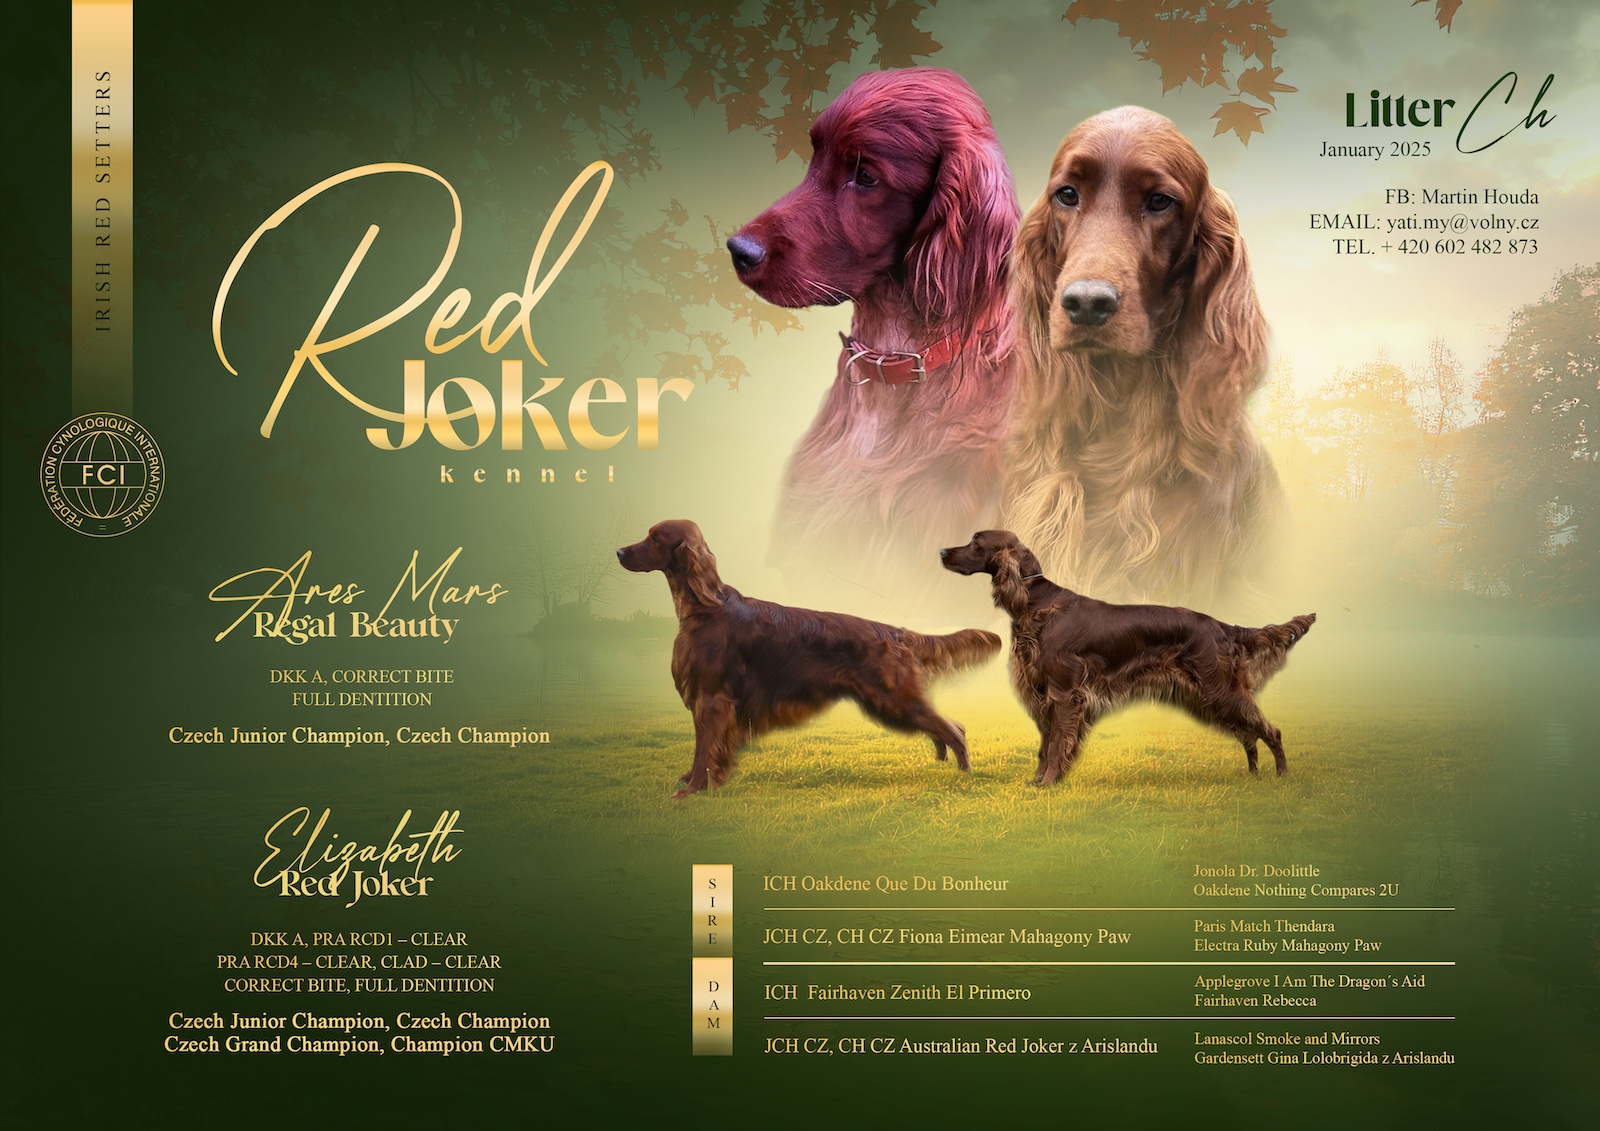 IRISH RED SETTERS
FÉDÉRATION CYNOLOGIQUE INTERNATIONALE
FCI
Red
Joker
kennel
Litter Ch
January 2025
FB: Martin Houda
EMAIL: yati.my@volny.cz
TEL. + 420 602 482 873
Ares Mars
Regal Beauty
DKK A, CORRECT BITE
FULL DENTITION
Czech Junior Champion, Czech Champion
Elizabeth
Red Joker
DKK A, PRA RCD1 – CLEAR
PRA RCD4 – CLEAR, CLAD – CLEAR
CORRECT BITE, FULL DENTITION
Czech Junior Champion, Czech Champion
Czech Grand Champion, Champion CMKU
SIRE
ICH Oakdene Que Du Bonheur
Jonola Dr. Doolittle
Oakdene Nothing Compares 2U
JCH CZ, CH CZ Fiona Eimear Mahagony Paw
Paris Match Thendara
Electra Ruby Mahagony Paw
DAM
ICH Fairhaven Zenith El Primero
Applegrove I Am The Dragon´s Aid
Fairhaven Rebecca
JCH CZ, CH CZ Australian Red Joker z Arislandu
Lanascol Smoke and Mirrors
Gardensett Gina Lolobrigida z Arislandu